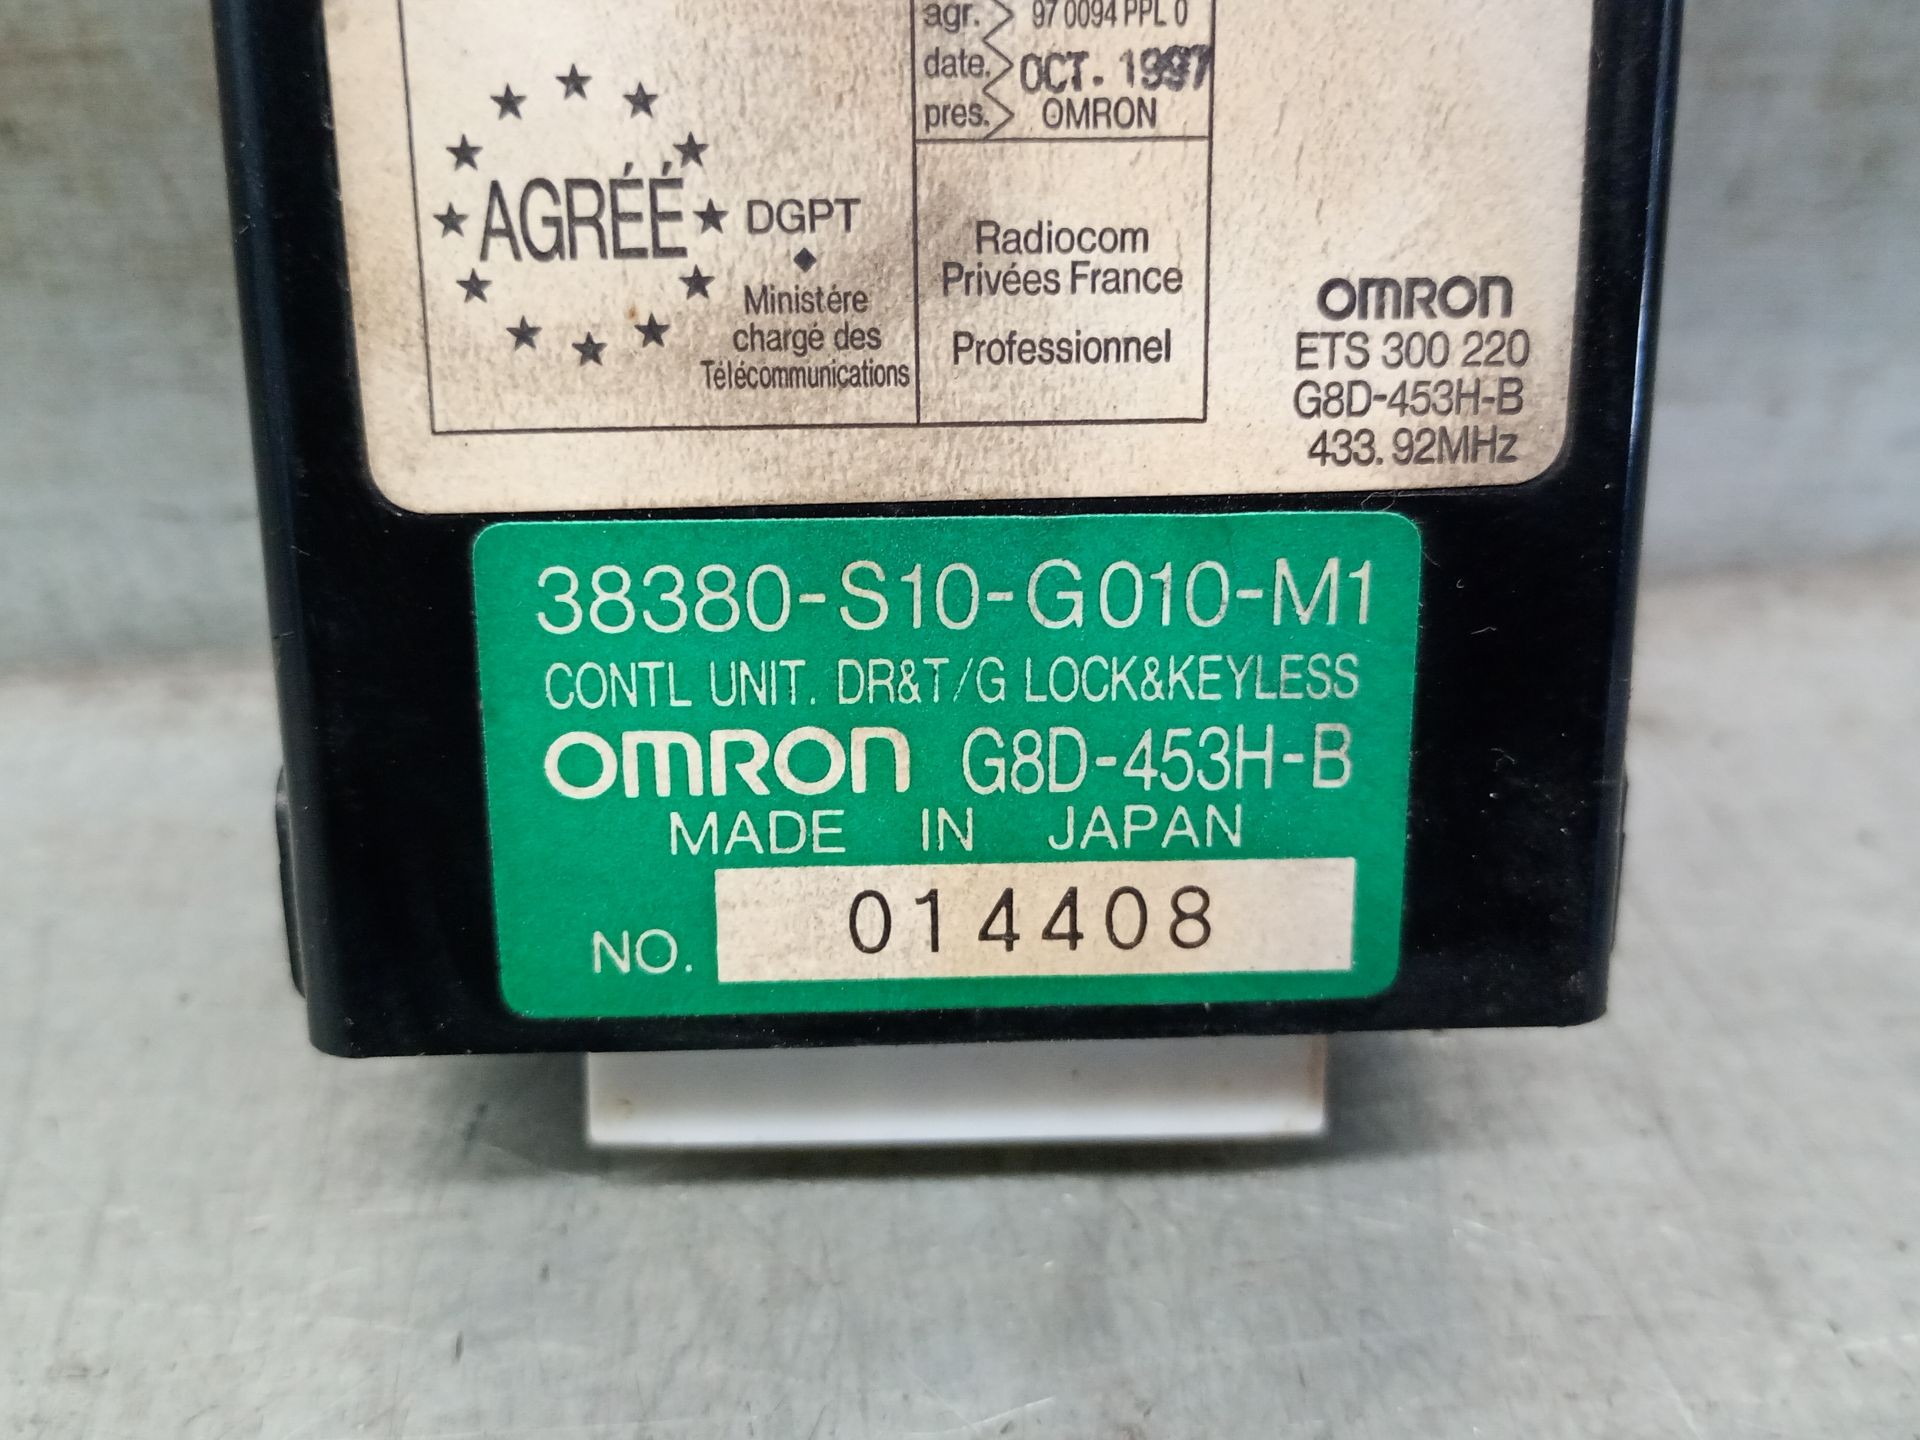 agr. 97 0094 PPL 0
date. OCT. 1997
pres. OMRON
AGRÉÉ
DGPT
Ministére
chargé des
Télécommunications
Radiocom
Privées France
Professionnel
OMRON
ETS 300 220
G8D-453H-B
433.92MHz
38380-S10-G010-M1
CONTL UNIT. DR&T/G LOCK&KEYLESS
OMRON G8D-453H-B
MADE IN JAPAN
NO. 014408